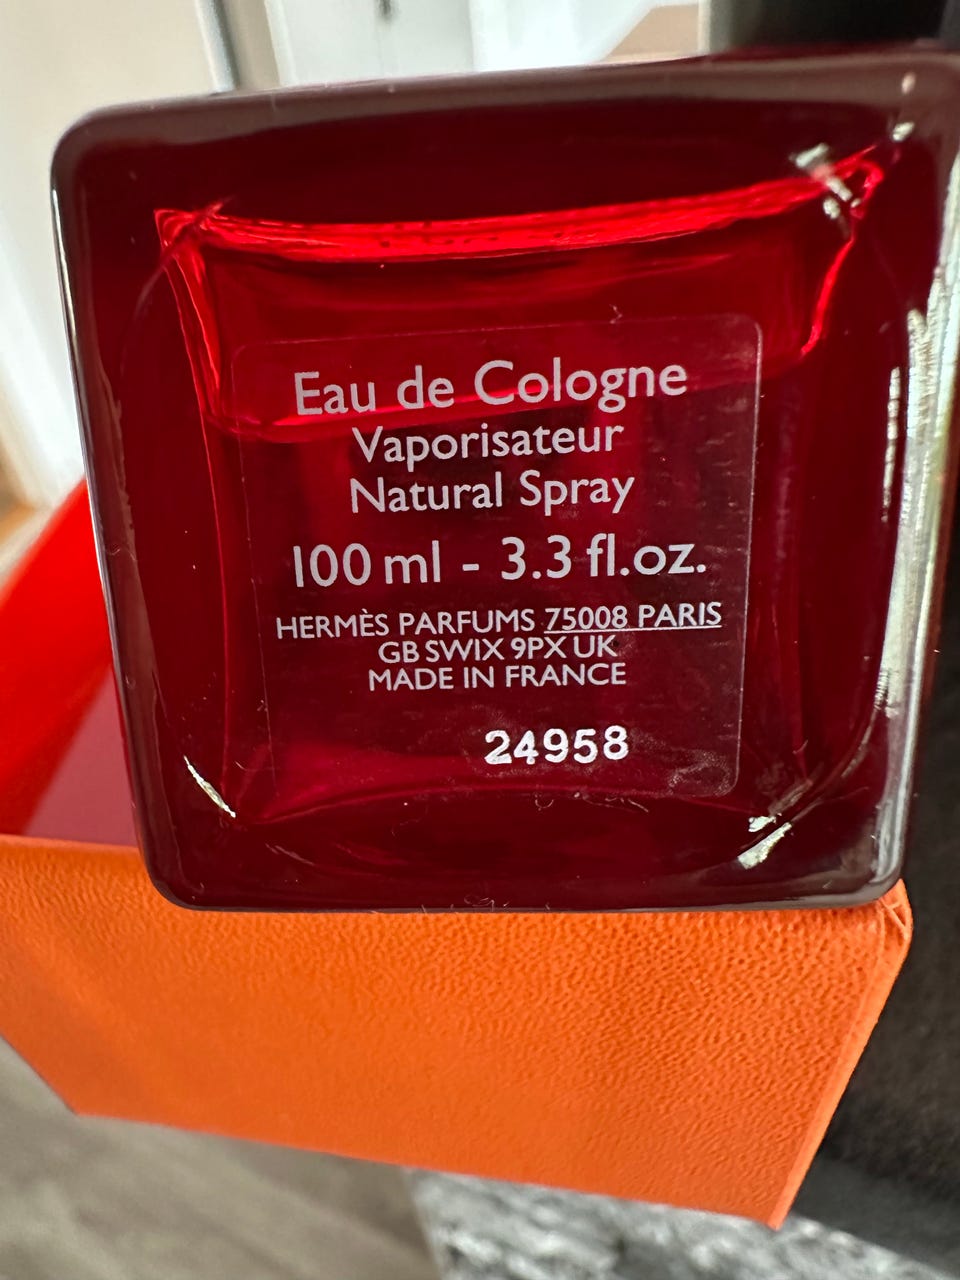 Eau de Cologne
Vaporisateur
Natural Spray
100 ml - 3.3 fl.oz.
HERMÈS PARFUMS 75008 PARIS
GB SWIX 9PX UK
MADE IN FRANCE
24958